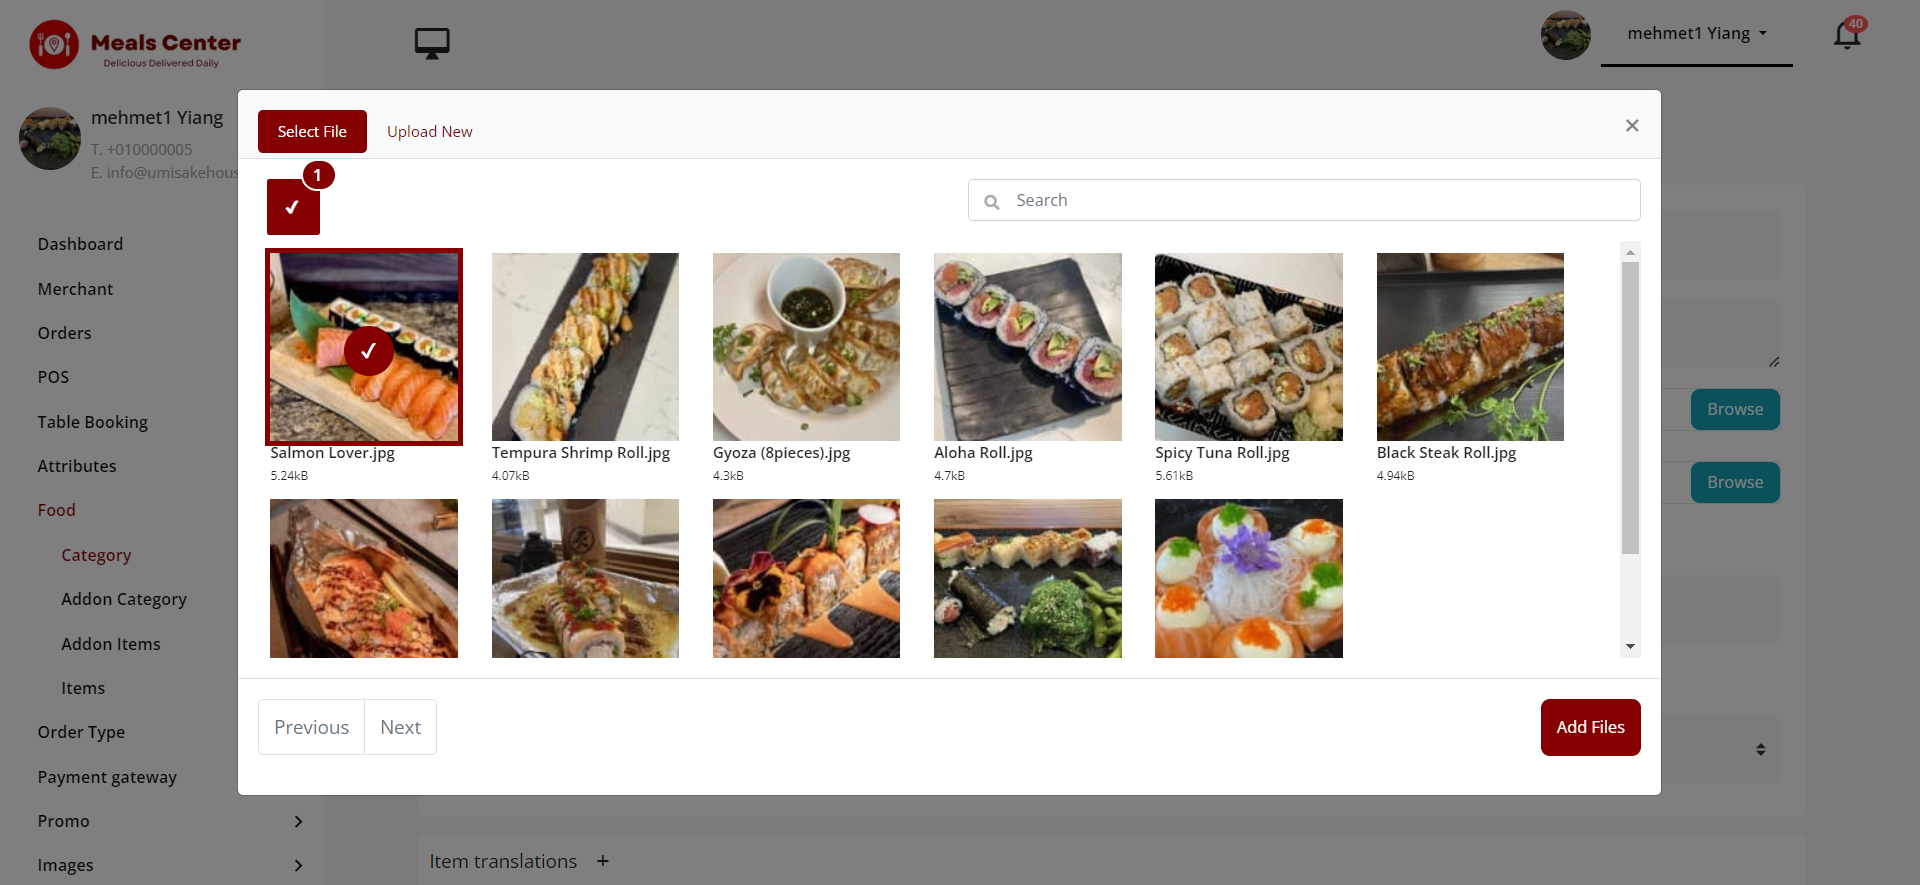 Meals Center
Delicious Delivered Daily
mehmet1 Yiang
40
mehmet1 Yiang
T. +010000005
E. info@umisakehous
Dashboard
Merchant
Orders
POS
Table Booking
Attributes
Food
Category
Addon Category
Addon Items
Items
Order Type
Payment gateway
Promo
Images
Select File
Upload New
×
1
Search
Salmon Lover.jpg
5.24kB
Tempura Shrimp Roll.jpg
4.07kB
Gyoza (8pieces).jpg
4.3kB
Aloha Roll.jpg
4.7kB
Spicy Tuna Roll.jpg
5.61kB
Black Steak Roll.jpg
4.94kB
Previous
Next
Add Files
Browse
Browse
Item translations +